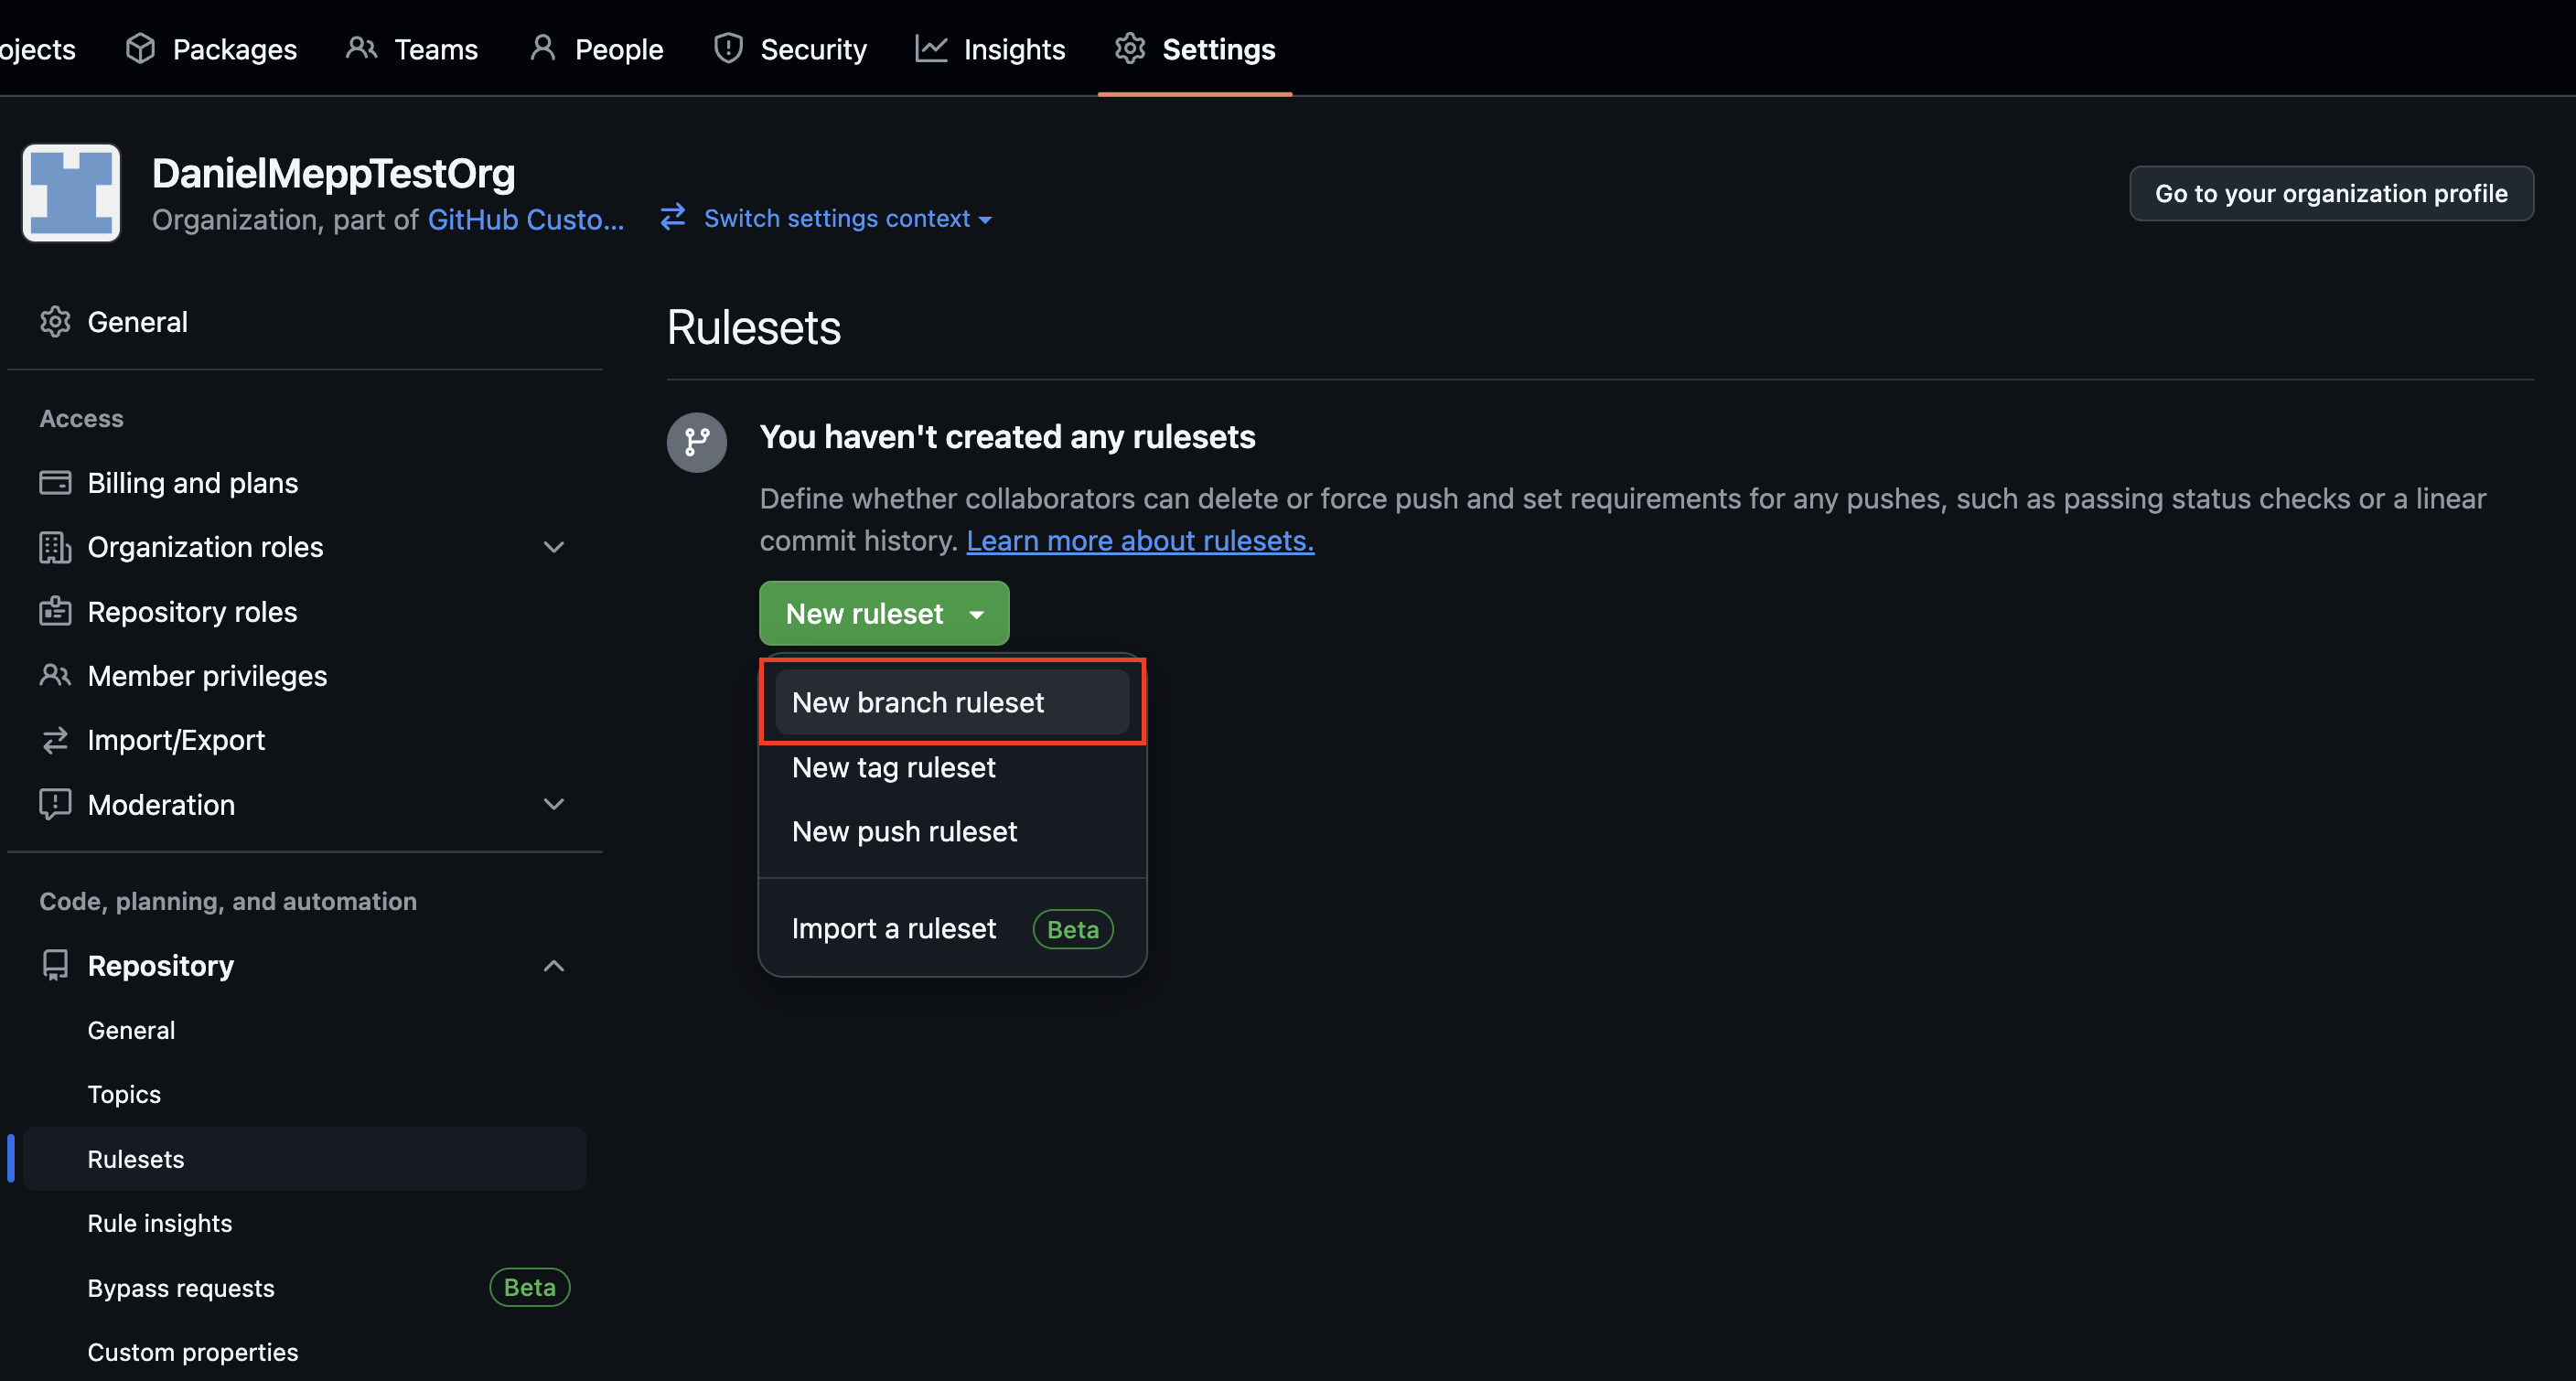 ojects Packages Teams People Security Insights Settings
DanielMeppTestOrg
Organization, part of GitHub Custo... Switch settings context
Go to your organization profile
General
Access
Billing and plans
Organization roles
Repository roles
Member privileges
Import/Export
Moderation
Code, planning, and automation
Repository
General
Topics
Rulesets
Rule insights
Bypass requests Beta
Custom properties
Rulesets
You haven't created any rulesets
Define whether collaborators can delete or force push and set requirements for any pushes, such as passing status checks or a linear
commit history. Learn more about rulesets.
New ruleset
New branch ruleset
New tag ruleset
New push ruleset
Import a ruleset Beta